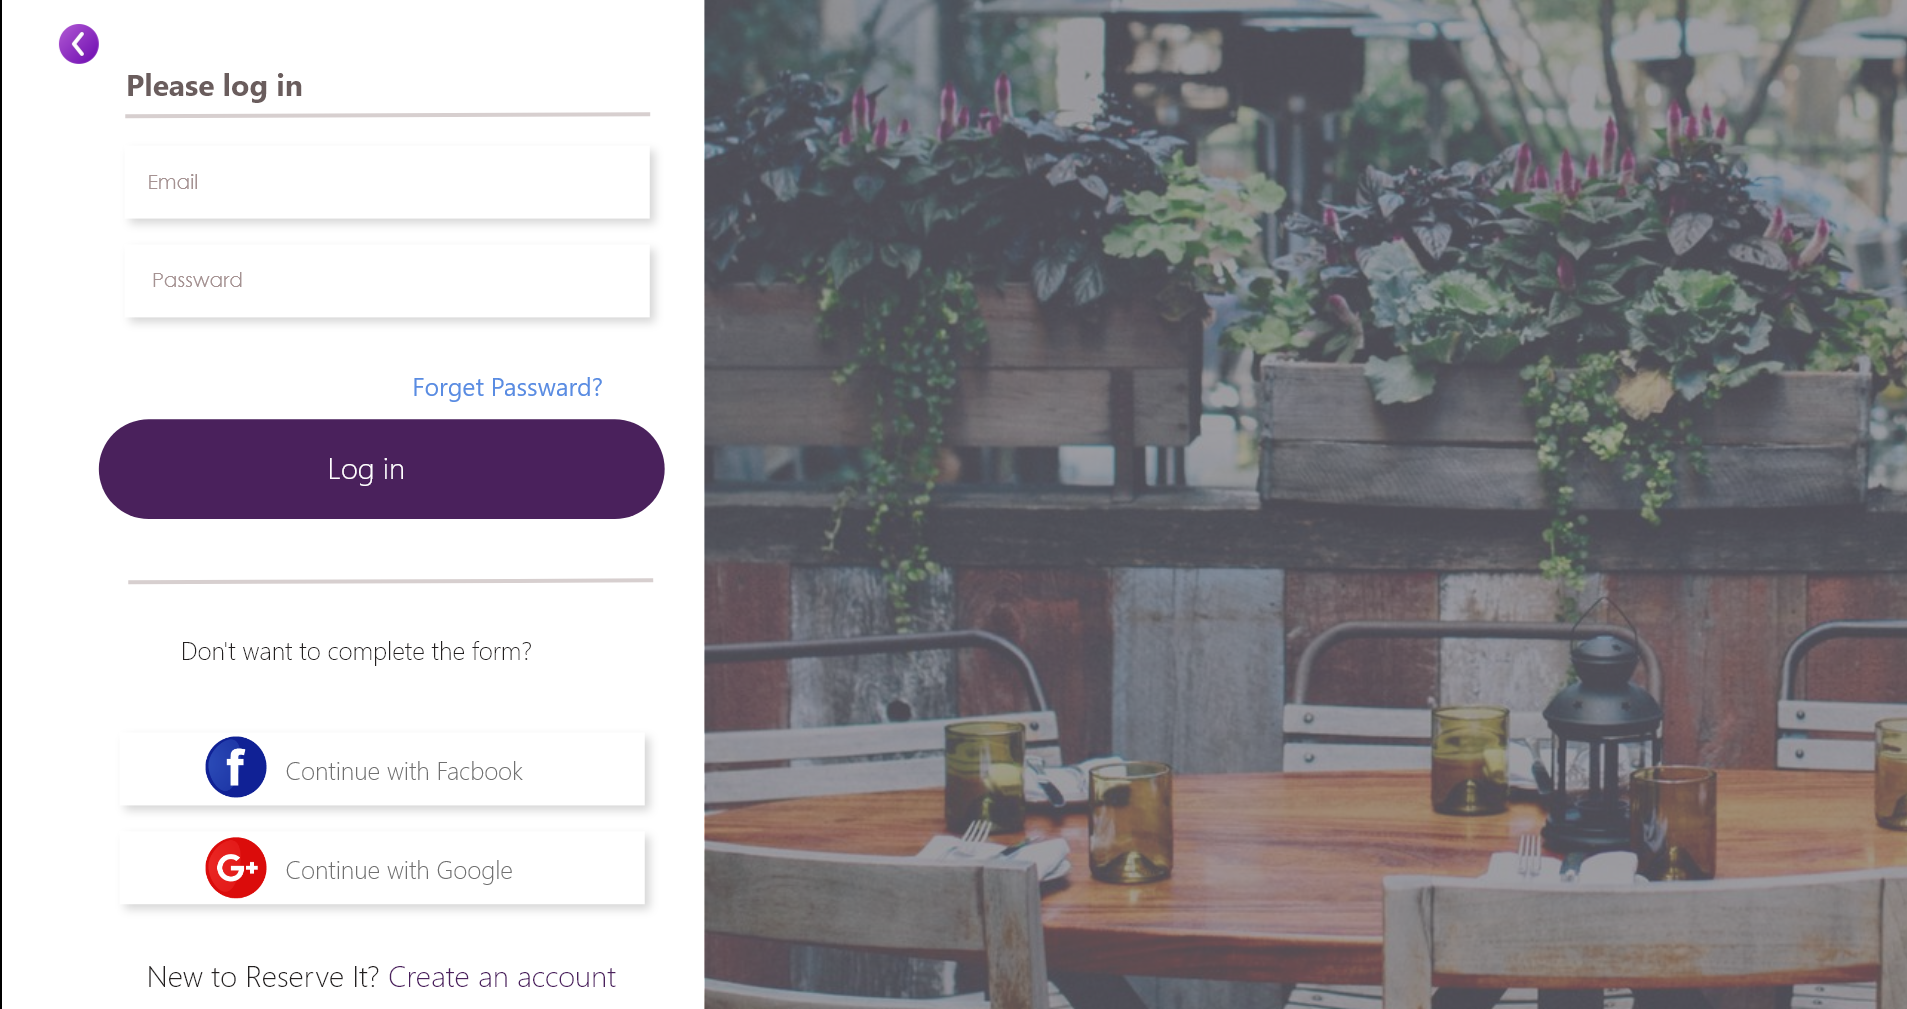 Please log in
Email
Passward
Forget Passward?
Log in
Don't want to complete the form?
f Continue with Facbook
G+ Continue with Google
New to Reserve It? Create an account